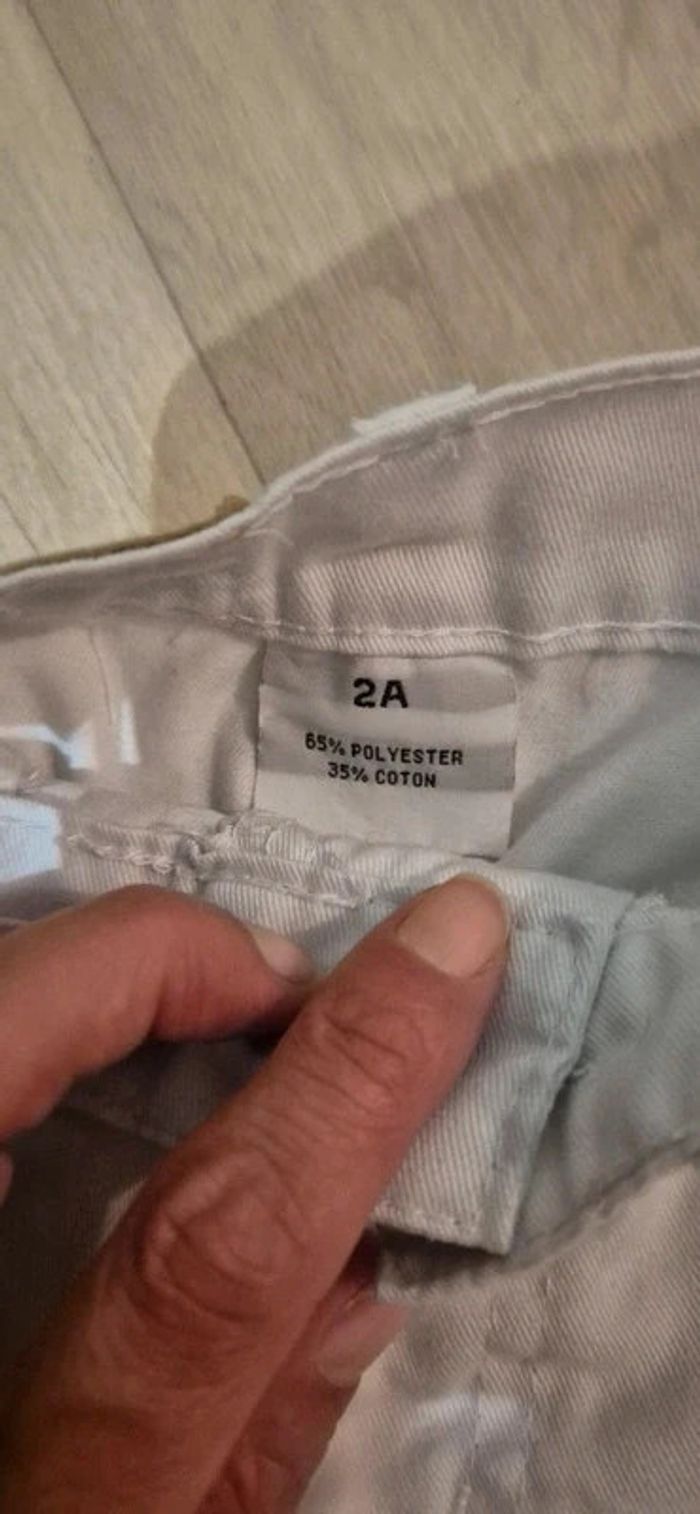 2A
65% POLYESTER
35% COTON